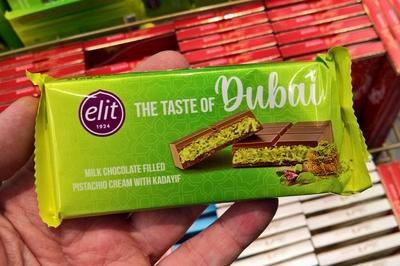 elit
1924
THE TASTE OF Dubai
MILK CHOCOLATE FILLED
PISTACHIO CREAM WITH KADAYIF